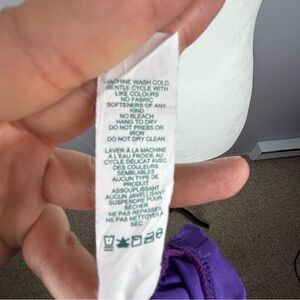 MACHINE WASH COLD,
GENTLE CYCLE WITH
LIKE COLOURS
NO FABRIC
SOFTENERS OF ANY
KIND
NO BLEACH
HANG TO DRY
DO NOT PRESS OR
IRON
DO NOT DRY CLEAN
LAVER À LA MACHINE
À L'EAU FROIDE AU
CYCLE DÉLICAT AVEC
DES COULEURS
SEMBLABLES
AUCUN TYPE DE
PRODUIT
ASSOUPLISSANT
AUCUN JAVELLISANT
SUSPENDRE POUR
SÉCHER
NE PAS REPASSER
NE PAS NETTOYER À
SEC